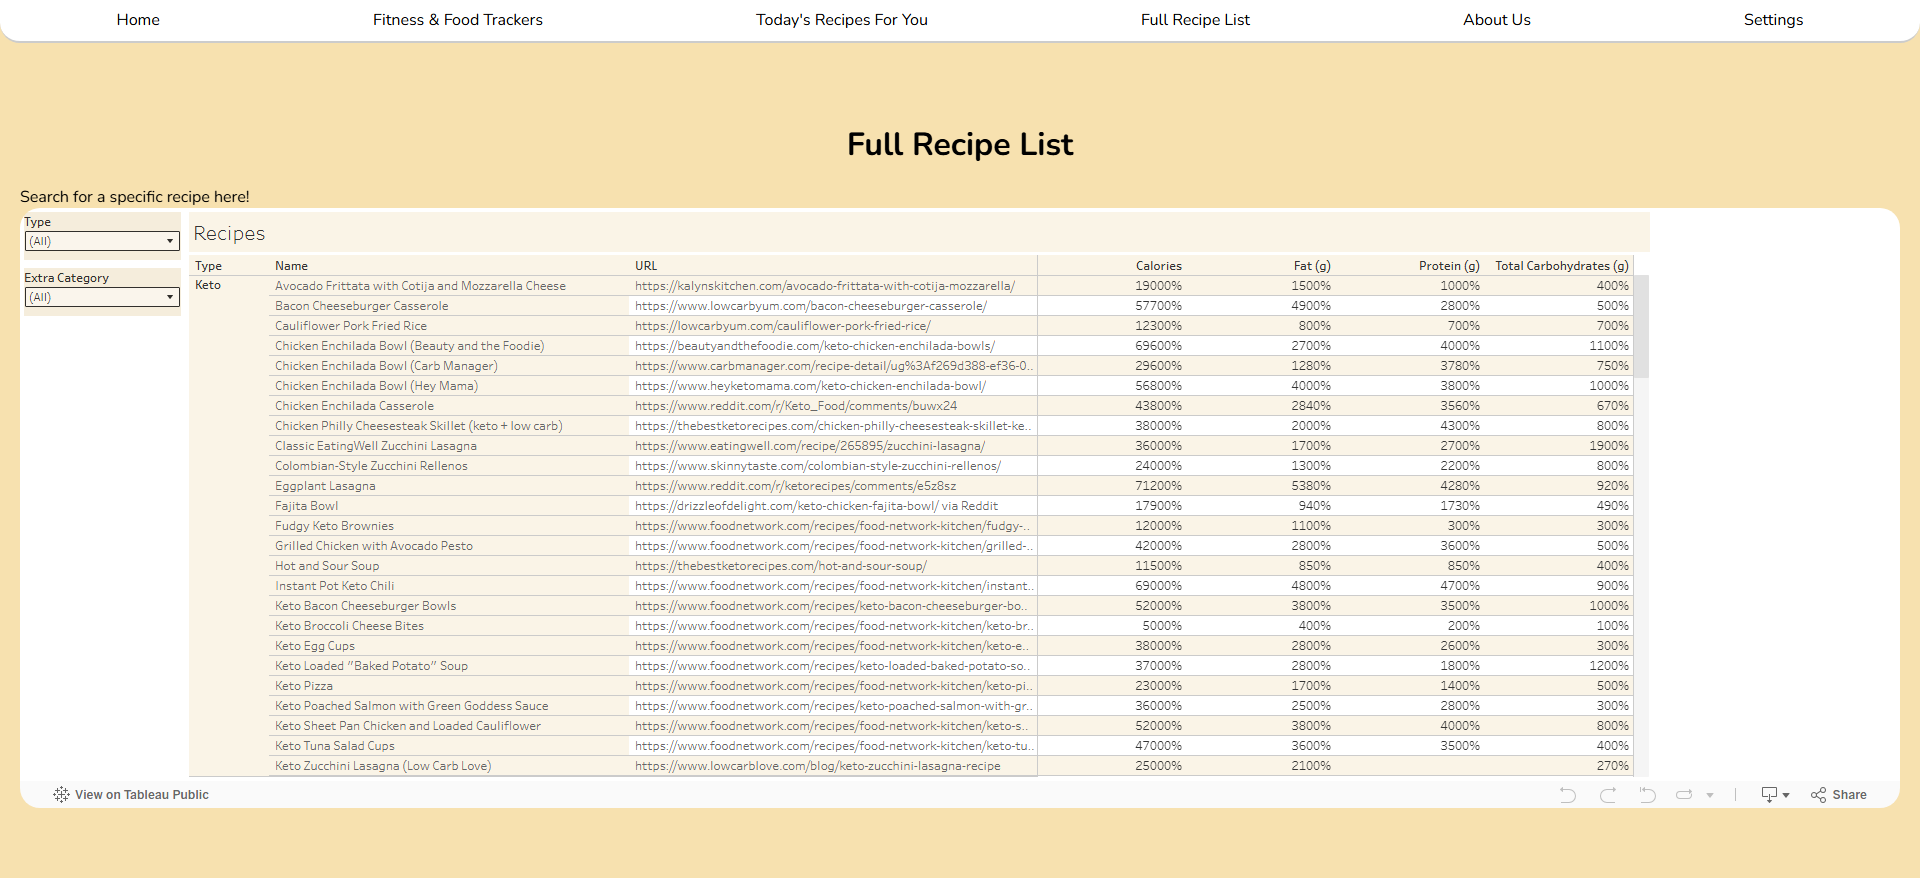 Home Fitness & Food Trackers Today's Recipes For You Full Recipe List About Us Settings
Full Recipe List
Search for a specific recipe here!
Type
(All)
Extra Category
(All)
Recipes
Type Name URL Calories Fat (g) Protein (g) Total Carbohydrates (g)
Keto Avocado Frittata with Cotija and Mozzarella Cheese https://kalynskitchen.com/avocado-frittata-with-cotija-mozzarella/ 19000% 1500% 1000% 400%
Bacon Cheeseburger Casserole https://www.lowcarbyum.com/bacon-cheeseburger-casserole/ 57700% 4900% 2800% 500%
Cauliflower Pork Fried Rice https://lowcarbyum.com/cauliflower-pork-fried-rice/ 12300% 800% 700% 700%
Chicken Enchilada Bowl (Beauty and the Foodie) https://beautyandthefoodie.com/keto-chicken-enchilada-bowls/ 69600% 2700% 4000% 1100%
Chicken Enchilada Bowl (Carb Manager) https://www.carbmanager.com/recipe-detail/ug%3Af269d388-ef36-0.. 29600% 1280% 3780% 750%
Chicken Enchilada Bowl (Hey Mama) https://www.heyketomama.com/keto-chicken-enchilada-bowl/ 56800% 4000% 3800% 1000%
Chicken Enchilada Casserole https://www.reddit.com/r/Keto_Food/comments/buwx24 43800% 2840% 3560% 670%
Chicken Philly Cheesesteak Skillet (keto + low carb) https://thebestketorecipes.com/chicken-philly-cheesesteak-skillet-ke.. 38000% 2000% 4300% 800%
Classic EatingWell Zucchini Lasagna https://www.eatingwell.com/recipe/265895/zucchini-lasagna/ 36000% 1700% 2700% 1900%
Colombian-Style Zucchini Rellenos https://www.skinnytaste.com/colombian-style-zucchini-rellenos/ 24000% 1300% 2200% 800%
Eggplant Lasagna https://www.reddit.com/r/ketorecipes/comments/e5z8sz 71200% 5380% 4280% 920%
Fajita Bowl https://drizzleofdelight.com/keto-chicken-fajita-bowl/ via Reddit 17900% 940% 1730% 490%
Fudgy Keto Brownies https://www.foodnetwork.com/recipes/food-network-kitchen/fudgy-.. 12000% 1100% 300% 300%
Grilled Chicken with Avocado Pesto https://www.foodnetwork.com/recipes/food-network-kitchen/grilled-.. 42000% 2800% 3600% 500%
Hot and Sour Soup https://thebestketorecipes.com/hot-and-sour-soup/ 11500% 850% 850% 400%
Instant Pot Keto Chili https://www.foodnetwork.com/recipes/food-network-kitchen/instant.. 69000% 4800% 4700% 900%
Keto Bacon Cheeseburger Bowls https://www.foodnetwork.com/recipes/keto-bacon-cheeseburger-bo.. 52000% 3800% 3500% 1000%
Keto Broccoli Cheese Bites https://www.foodnetwork.com/recipes/food-network-kitchen/keto-br.. 5000% 400% 200% 100%
Keto Egg Cups https://www.foodnetwork.com/recipes/food-network-kitchen/keto-e.. 38000% 2800% 2600% 300%
Keto Loaded "Baked Potato" Soup https://www.foodnetwork.com/recipes/keto-loaded-baked-potato-so.. 37000% 2800% 1800% 1200%
Keto Pizza https://www.foodnetwork.com/recipes/food-network-kitchen/keto-pi.. 23000% 1700% 1400% 500%
Keto Poached Salmon with Green Goddess Sauce https://www.foodnetwork.com/recipes/keto-poached-salmon-with-gr.. 36000% 2500% 2800% 300%
Keto Sheet Pan Chicken and Loaded Cauliflower https://www.foodnetwork.com/recipes/food-network-kitchen/keto-s.. 52000% 3800% 4000% 800%
Keto Tuna Salad Cups https://www.foodnetwork.com/recipes/food-network-kitchen/keto-tu.. 47000% 3600% 3500% 400%
Keto Zucchini Lasagna (Low Carb Love) https://www.lowcarblove.com/blog/keto-zucchini-lasagna-recipe 25000% 2100% 270%
View on Tableau Public Share